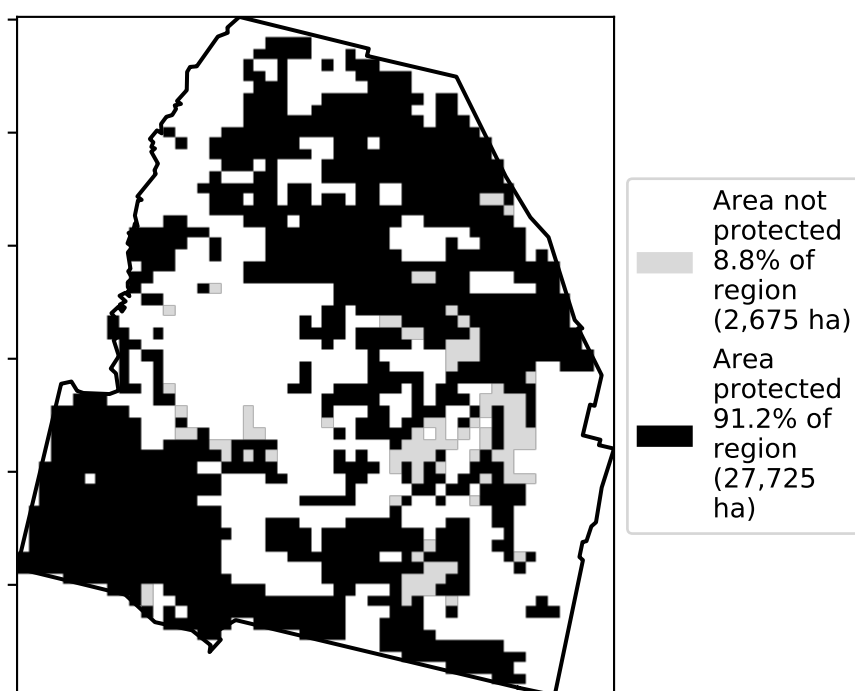 Area not
protected
8.8% of
region
(2,675 ha)
Area
protected
91.2% of
region
(27,725
ha)